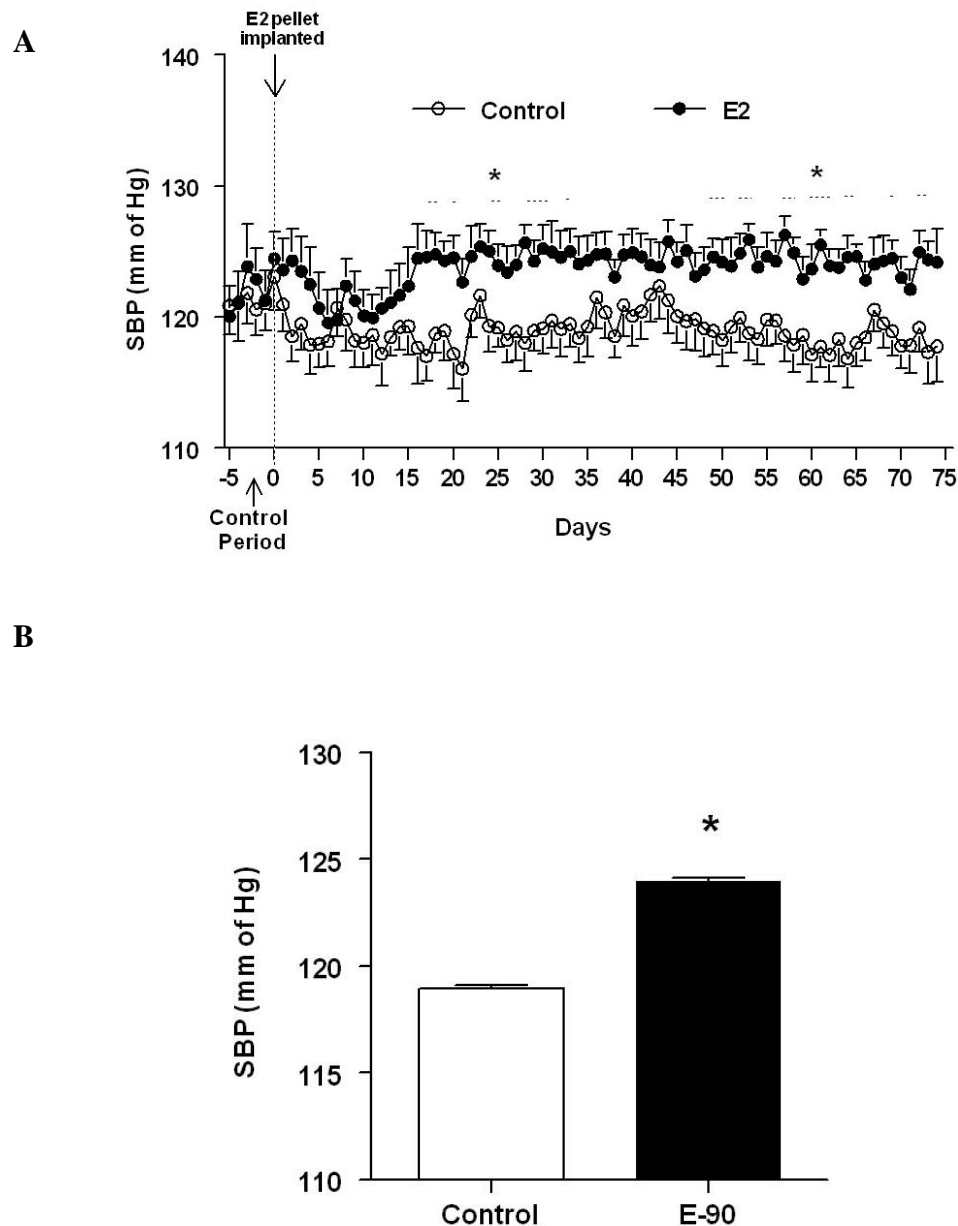 A
E2 pellet
implanted
140
130
120
110
SBP (mm of Hg)
Control
E2
*
*
-5 0 5 10 15 20 25 30 35 40 45 50 55 60 65 70 75
Control
Period
Days
B
130
125
120
115
110
SBP (mm of Hg)
*
Control
E-90